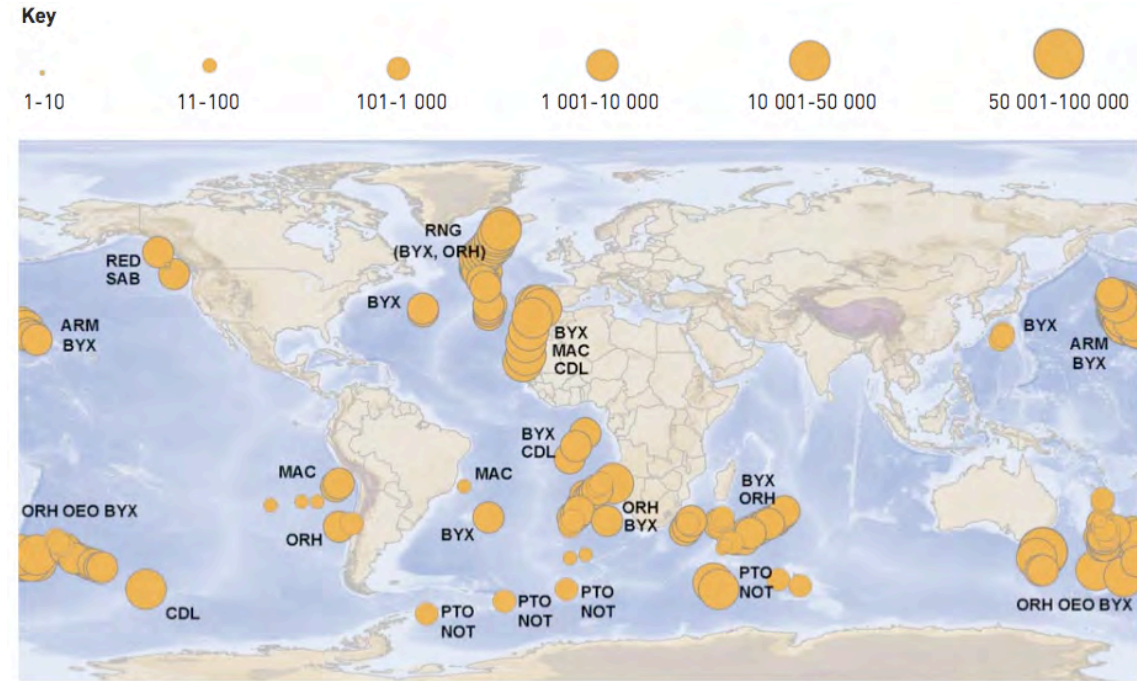 Key
1-10
11-100
101-1 000
1 001-10 000
10 001-50 000
50 001-100 000
RNG
(BYX, ORH)
RED
SAB
BYX
ARM
BYX
BYX
MAC
CDL
BYX
ARM
BYX
BYX
CDL
MAC
MAC
ORH OEO BYX
ORH
BYX
ORH
BYX
BYX
ORH
CDL
PTO
NOT
PTO
NOT
PTO
NOT
PTO
NOT
ORH OEO BYX